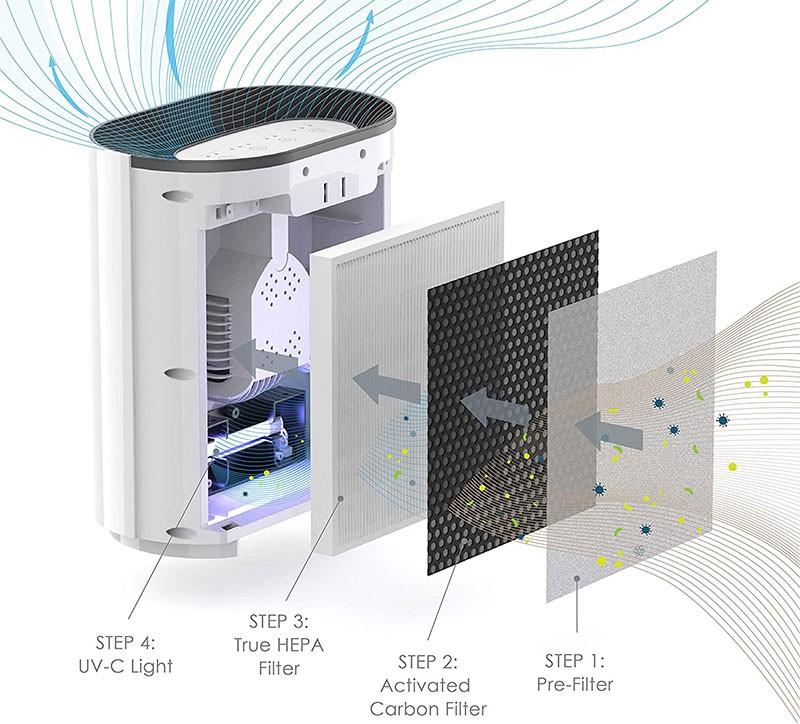 STEP 4:
UV-C Light
STEP 3:
True HEPA
Filter
STEP 2:
Activated
Carbon Filter
STEP 1:
Pre-Filter